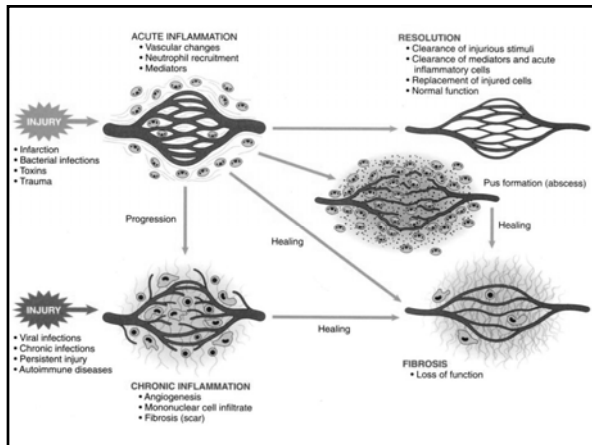 ACUTE INFLAMMATION
• Vascular changes
• Neutrophil recruitment
• Mediators
RESOLUTION
• Clearance of injurious stimuli
• Clearance of mediators and acute
inflammatory cells
• Replacement of injured cells
• Normal function
INJURY
• Infarction
• Bacterial infections
• Toxins
• Trauma
Pus formation (abscess)
Progression
Healing
Healing
INJURY
• Viral infections
• Chronic infections
• Persistent injury
• Autoimmune diseases
Healing
CHRONIC INFLAMMATION
• Angiogenesis
• Mononuclear cell infiltrate
• Fibrosis (scar)
FIBROSIS
• Loss of function